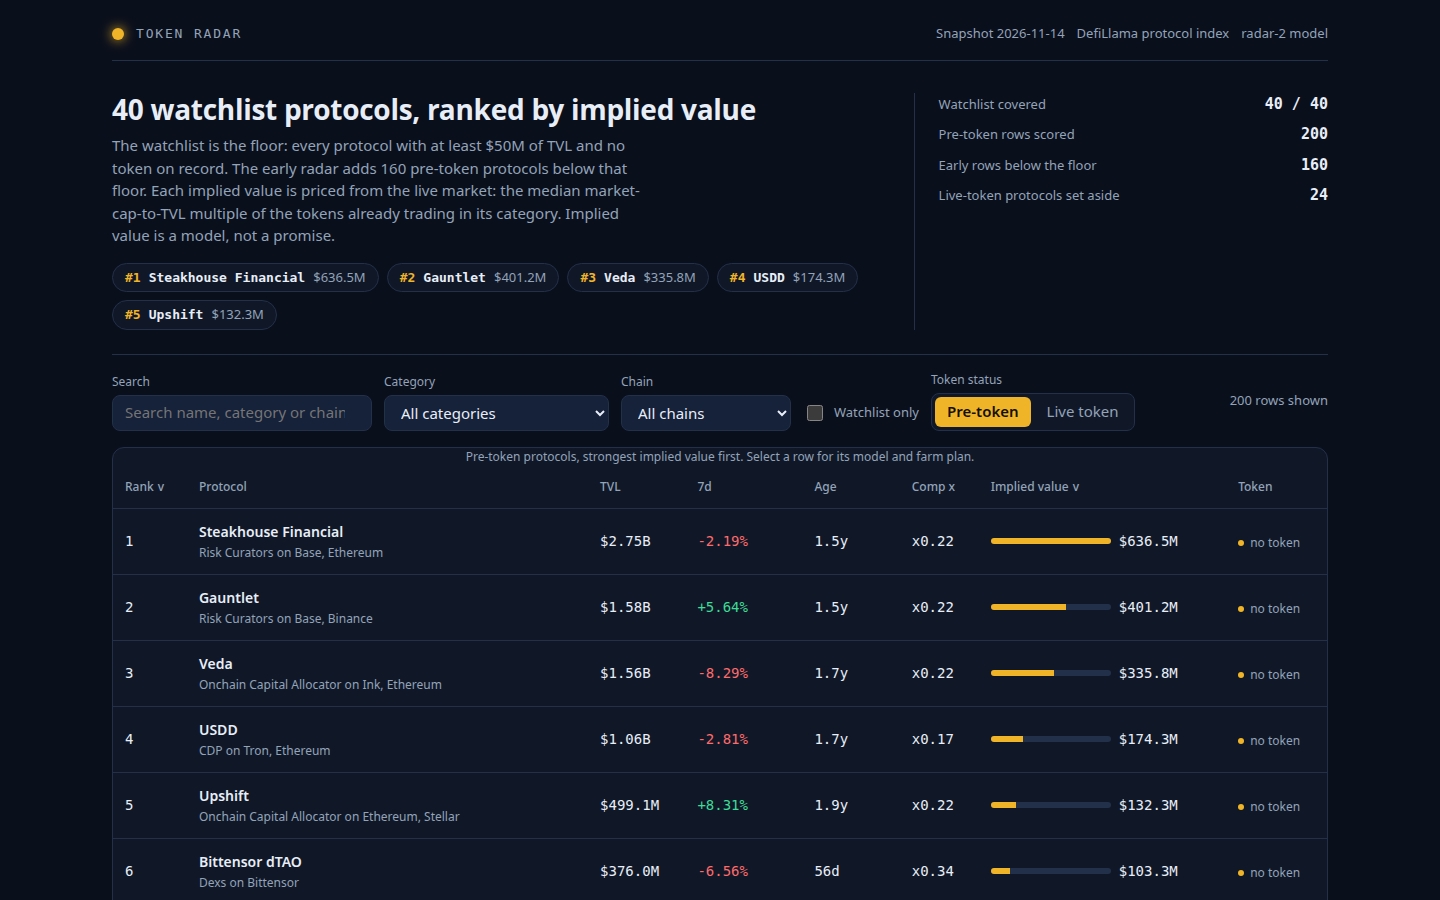 TOKEN RADAR
Snapshot 2026-11-14 DefiLlama protocol index radar-2 model
40 watchlist protocols, ranked by implied value
The watchlist is the floor: every protocol with at least $50M of TVL and no
token on record. The early radar adds 160 pre-token protocols below that
floor. Each implied value is priced from the live market: the median market-
cap-to-TVL multiple of the tokens already trading in its category. Implied
value is a model, not a promise.
#1 Steakhouse Financial $636.5M #2 Gauntlet $401.2M #3 Veda $335.8M #4 USDD $174.3M
#5 Upshift $132.3M
Watchlist covered 40 / 40
Pre-token rows scored 200
Early rows below the floor 160
Live-token protocols set aside 24
Search Category Chain Token status
Search name, category or chain All categories All chains Watchlist only Pre-token Live token 200 rows shown
Pre-token protocols, strongest implied value first. Select a row for its model and farm plan.
Rank v Protocol TVL 7d Age Comp x Implied value v Token
1 Steakhouse Financial $2.75B -2.19% 1.5y x0.22 $636.5M no token
Risk Curators on Base, Ethereum
2 Gauntlet $1.58B +5.64% 1.5y x0.22 $401.2M no token
Risk Curators on Base, Binance
3 Veda $1.56B -8.29% 1.7y x0.22 $335.8M no token
Onchain Capital Allocator on Ink, Ethereum
4 USDD $1.06B -2.81% 1.7y x0.17 $174.3M no token
CDP on Tron, Ethereum
5 Upshift $499.1M +8.31% 1.9y x0.22 $132.3M no token
Onchain Capital Allocator on Ethereum, Stellar
6 Bittensor dTAO $376.0M -6.56% 56d x0.34 $103.3M no token
Dexs on Bittensor